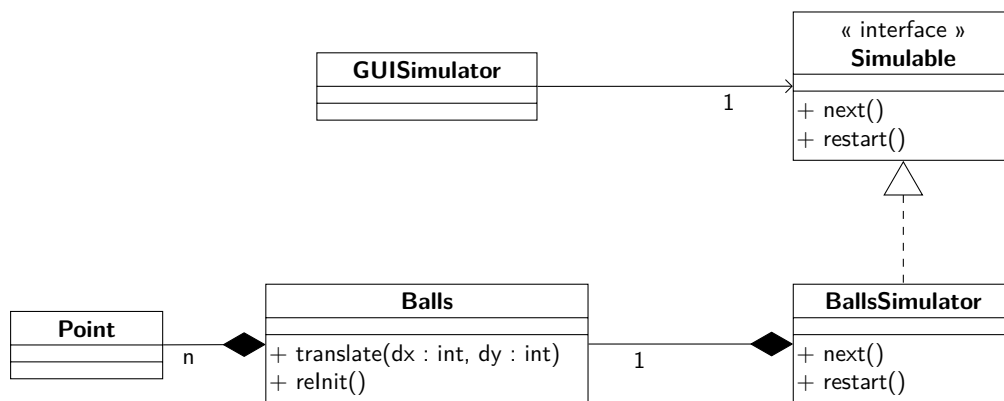 « interface »
Simulable
+ next()
+ restart()
GUISimulator
1
Point
n
Balls
+ translate(dx : int, dy : int)
+ reInit()
1
BallsSimulator
+ next()
+ restart()